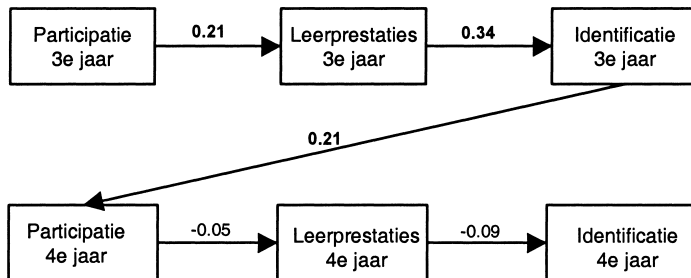 Participatie
3e jaar
0.21
Leerprestaties
3e jaar
0.34
Identificatie
3e jaar
0.21
Participatie
4e jaar
-0.05
Leerprestaties
4e jaar
-0.09
Identificatie
4e jaar